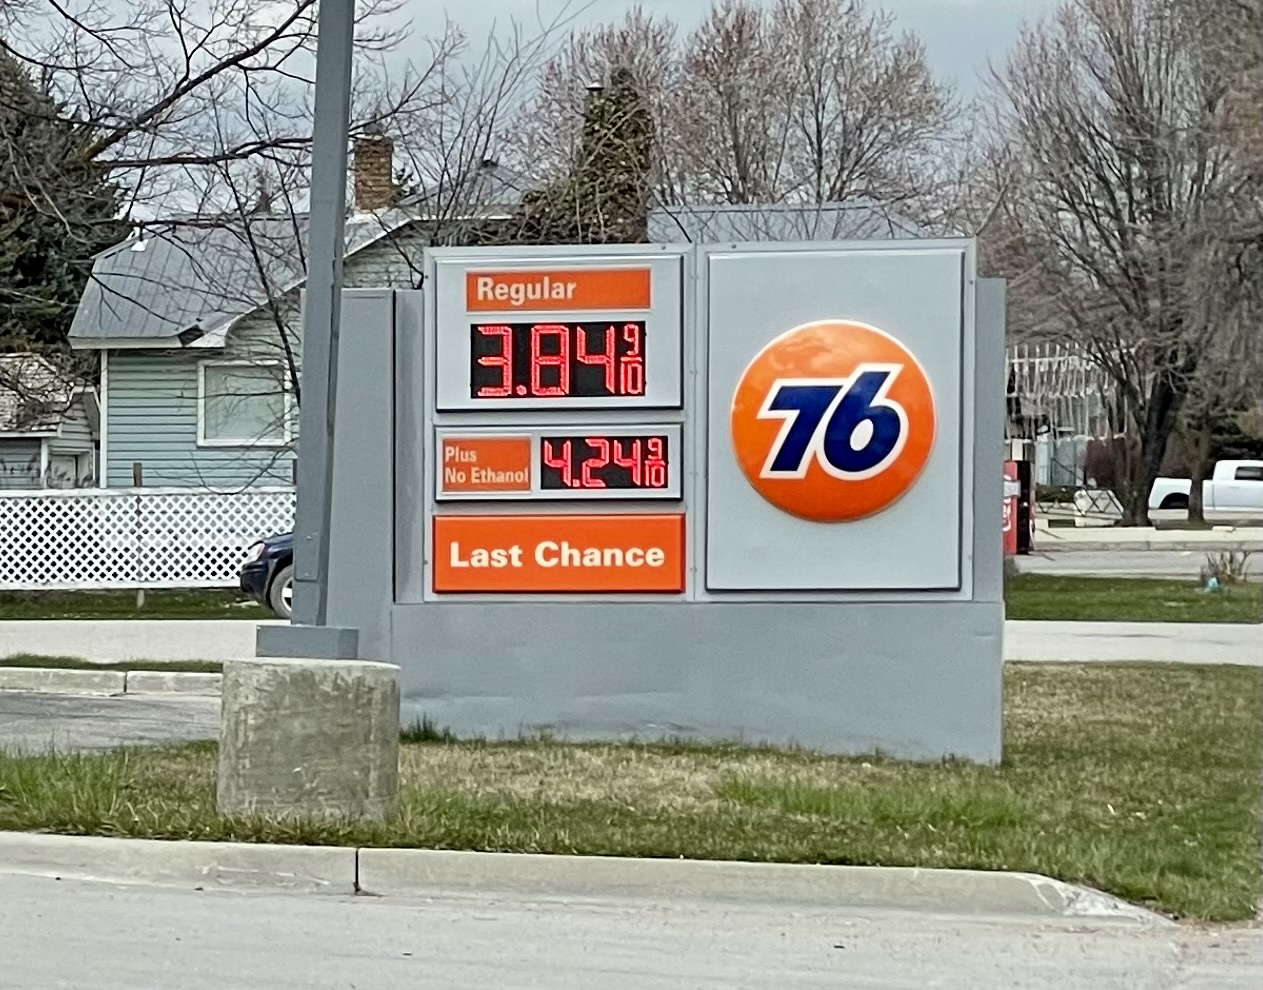 Regular
3.84 9/10
Plus
No Ethanol
4.24 9/10
Last Chance
76